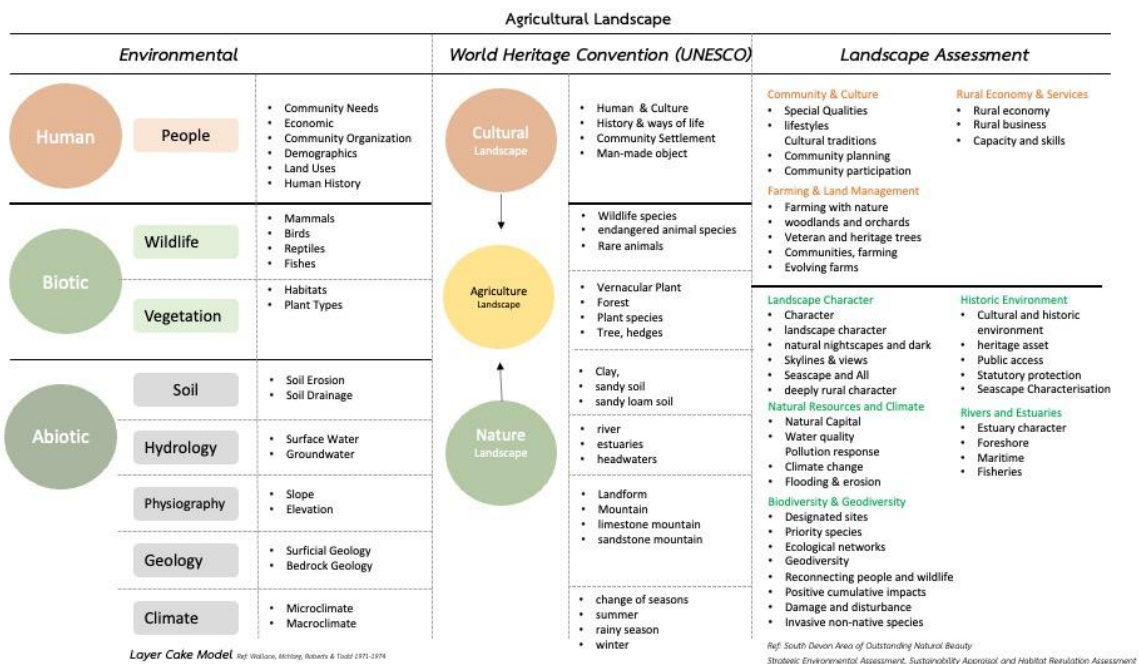 Agricultural Landscape
Environmental
World Heritage Convention (UNESCO)
Landscape Assessment
Human
People
• Community Needs
• Economic
• Community Organization
• Demographics
• Land Uses
• Human History
Biotic
Wildlife
• Mammals
• Birds
• Reptiles
• Fishes
Vegetation
• Habitats
• Plant Types
Abiotic
Soil
• Soil Erosion
• Soil Drainage
Hydrology
• Surface Water
• Groundwater
Physiography
• Slope
• Elevation
Geology
• Surficial Geology
• Bedrock Geology
Climate
• Microclimate
• Macroclimate
Layer Cake Model Ref: Wallace, McHarg, Roberts & Todd 1971-1974
Cultural
Landscape
• Human & Culture
• History & ways of life
• Community Settlement
• Man-made object
Agriculture
Landscape
• Wildlife species
• endangered animal species
• Rare animals
• Vernacular Plant
• Forest
• Plant species
• Tree, hedges
Nature
Landscape
• Clay,
• sandy soil
• sandy loam soil
• river
• estuaries
• headwaters
• Landform
• Mountain
• limestone mountain
• sandstone mountain
• change of seasons
• summer
• rainy season
• winter
Community & Culture
• Special Qualities
• lifestyles
Cultural traditions
• Community planning
• Community participation
Farming & Land Management
• Farming with nature
• woodlands and orchards
• Veteran and heritage trees
• Communities, farming
• Evolving farms
Rural Economy & Services
• Rural economy
• Rural business
• Capacity and skills
Landscape Character
• Character
• landscape character
• natural nightscapes and dark
• Skylines & views
• Seascape and All
• deeply rural character
Natural Resources and Climate
• Natural Capital
• Water quality
Pollution response
• Climate change
• Flooding & erosion
Biodiversity & Geodiversity
• Designated sites
• Priority species
• Ecological networks
• Geodiversity
• Reconnecting people and wildlife
• Positive cumulative impacts
• Damage and disturbance
• Invasive non-native species
Historic Environment
• Cultural and historic
environment
• heritage asset
• Public access
• Statutory protection
• Seascape Characterisation
Rivers and Estuaries
• Estuary character
• Foreshore
• Maritime
• Fisheries
Ref: South Devon Area of Outstanding Natural Beauty
Strategic Environmental Assessment, Sustainability Appraisal and Habitat Regulation Assessment